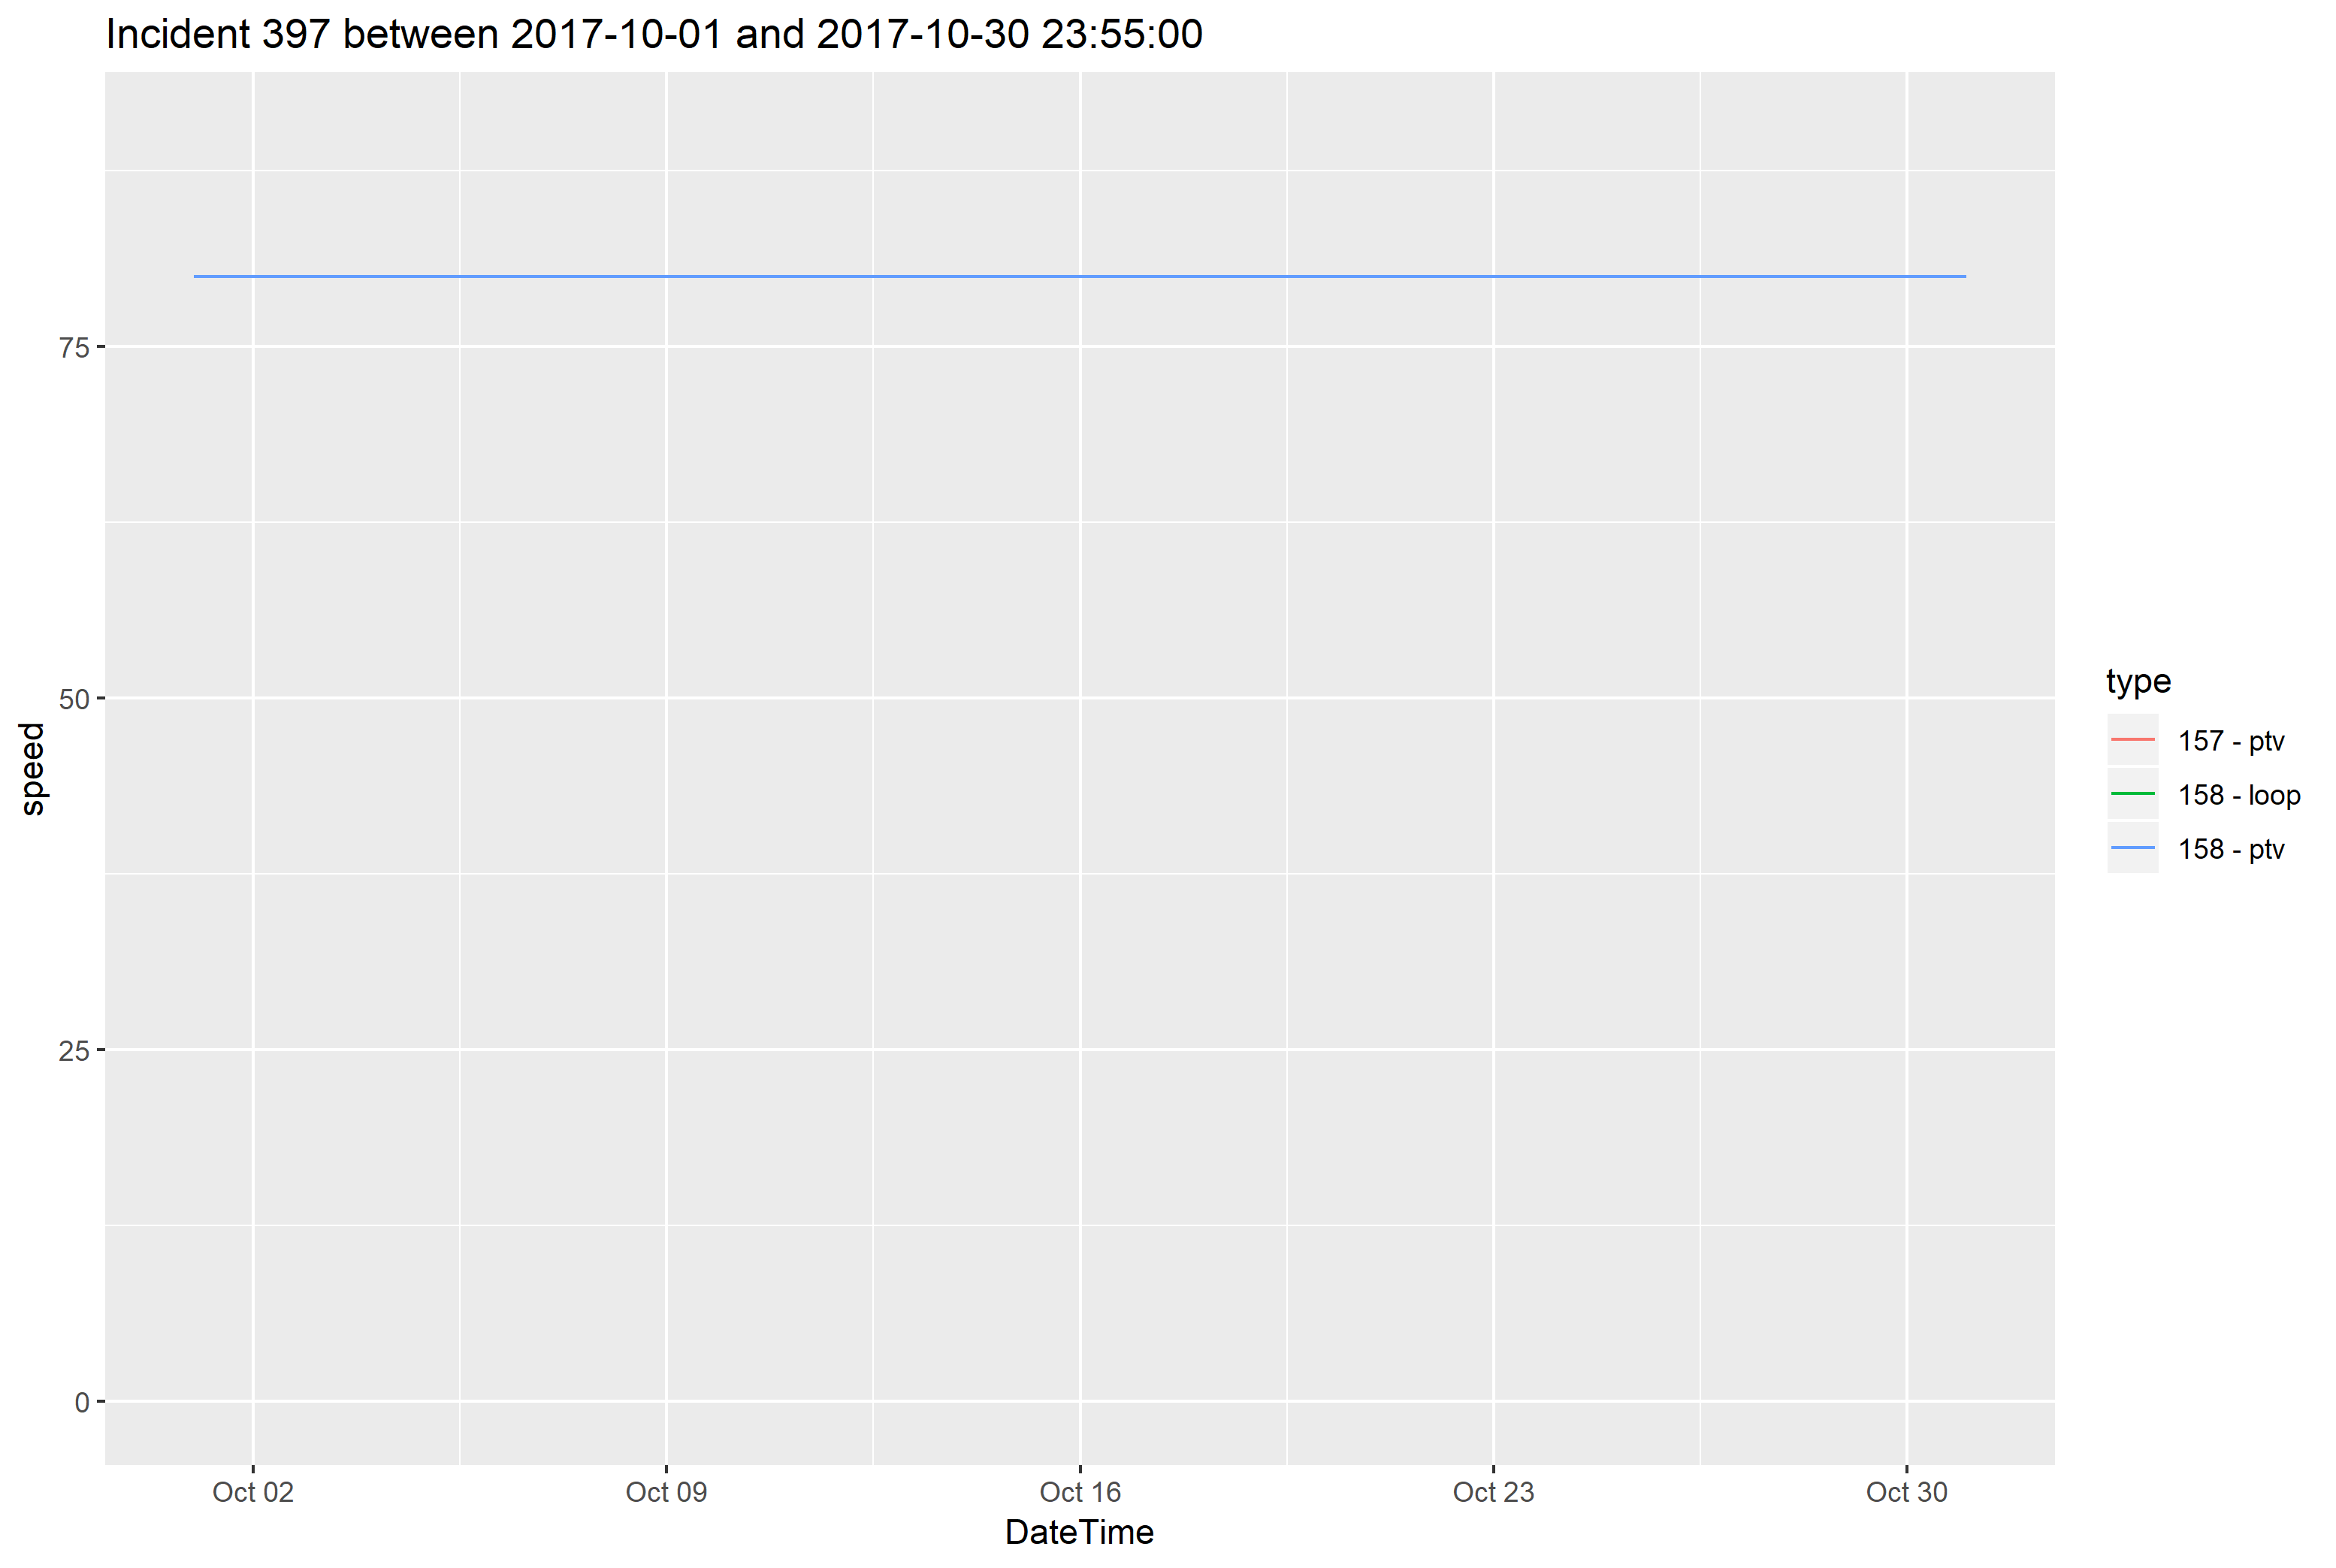 Incident 397 between 2017-10-01 and 2017-10-30 23:55:00
75
50
25
0
speed
Oct 02
Oct 09
Oct 16
Oct 23
Oct 30
DateTime
type
157 - ptv
158 - loop
158 - ptv